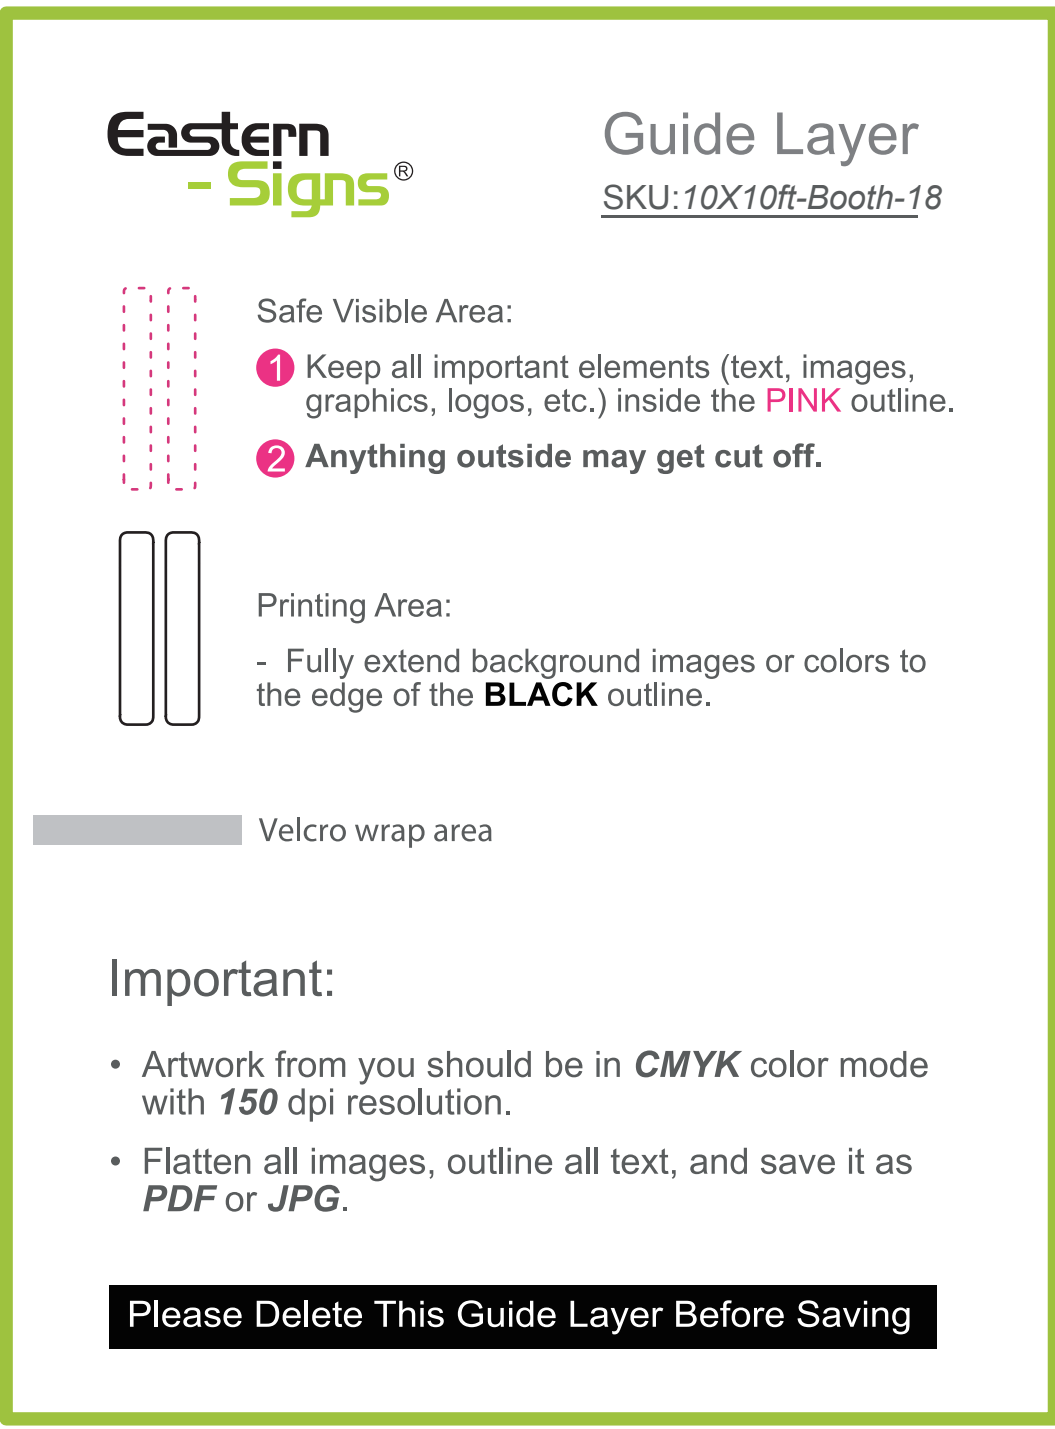 Eastern
- Signs®
Guide Layer
SKU:10X10ft-Booth-18
Safe Visible Area:
1 Keep all important elements (text, images,
graphics, logos, etc.) inside the PINK outline.
2 Anything outside may get cut off.
Printing Area:
- Fully extend background images or colors to
the edge of the BLACK outline.
Velcro wrap area
Important:
• Artwork from you should be in CMYK color mode
with 150 dpi resolution.
• Flatten all images, outline all text, and save it as
PDF or JPG.
Please Delete This Guide Layer Before Saving